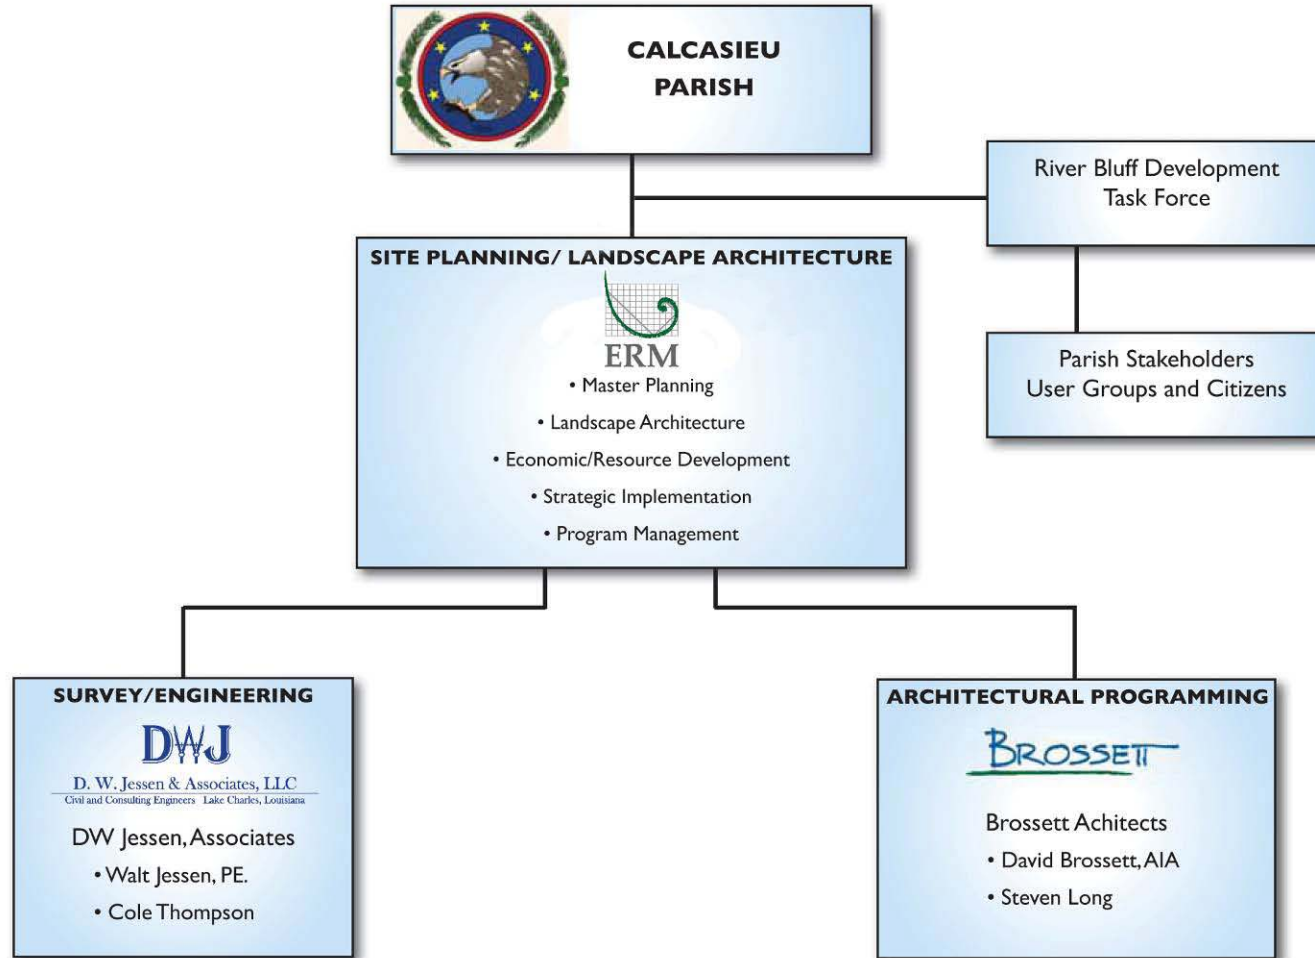 CALCASIEU
PARISH
River Bluff Development
Task Force
Parish Stakeholders
User Groups and Citizens
SITE PLANNING/ LANDSCAPE ARCHITECTURE
ERM
• Master Planning
• Landscape Architecture
• Economic/Resource Development
• Strategic Implementation
• Program Management
SURVEY/ENGINEERING
DWJ
D. W. Jessen & Associates, LLC
Civil and Consulting Engineers Lake Charles, Louisiana
DW Jessen, Associates
• Walt Jessen, PE.
• Cole Thompson
ARCHITECTURAL PROGRAMMING
BROSSETT
Brossett Achitects
• David Brossett, AIA
• Steven Long